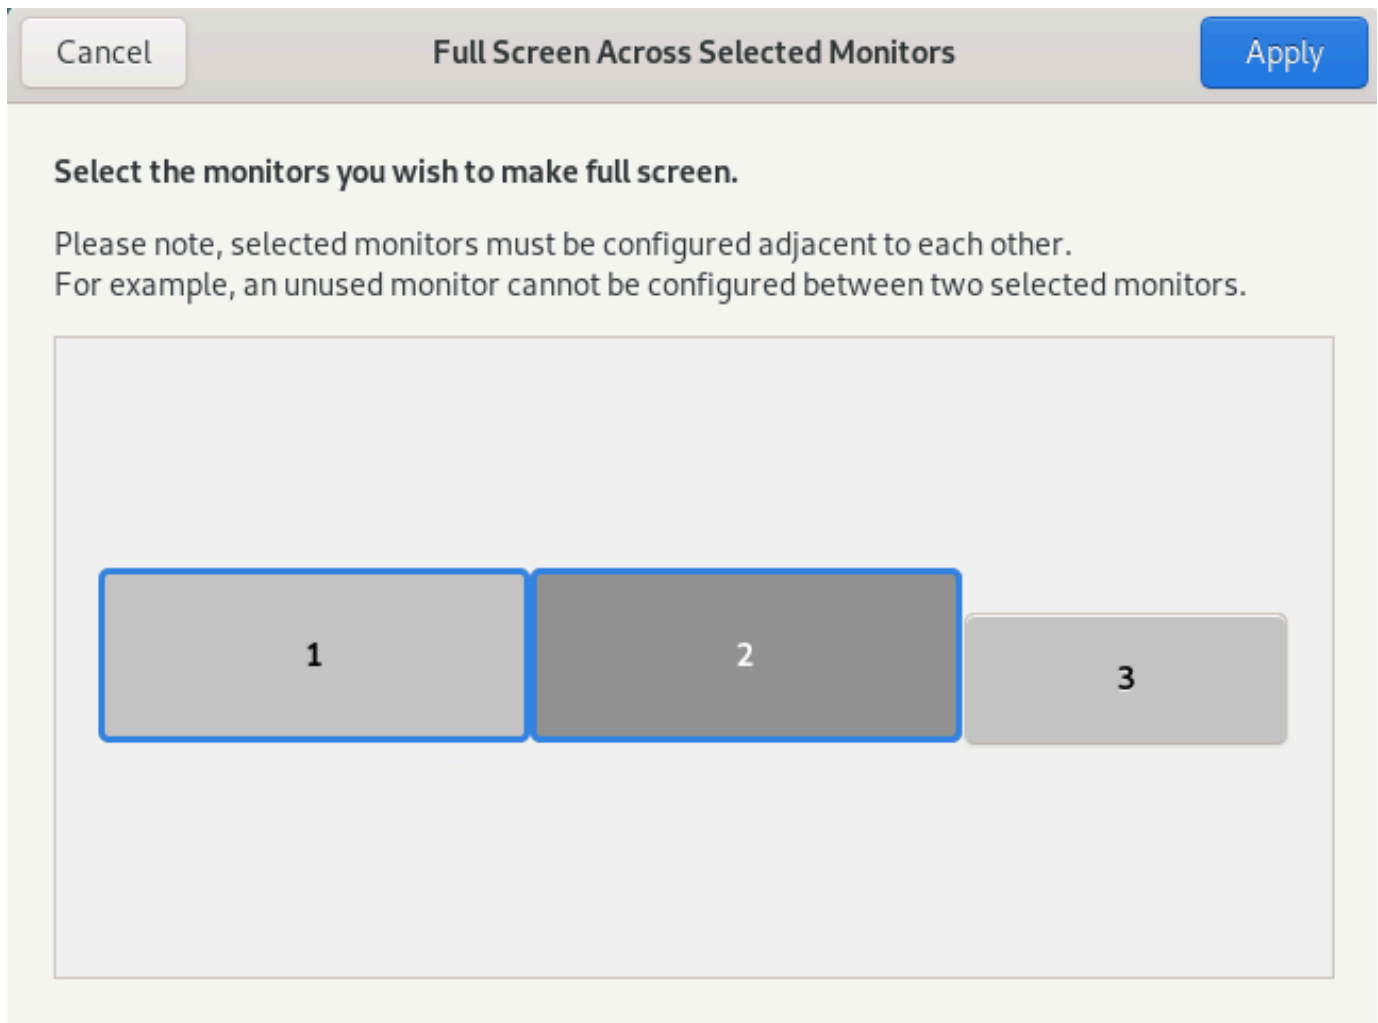 Cancel
Full Screen Across Selected Monitors
Apply
Select the monitors you wish to make full screen.
Please note, selected monitors must be configured adjacent to each other.
For example, an unused monitor cannot be configured between two selected monitors.
1
2
3